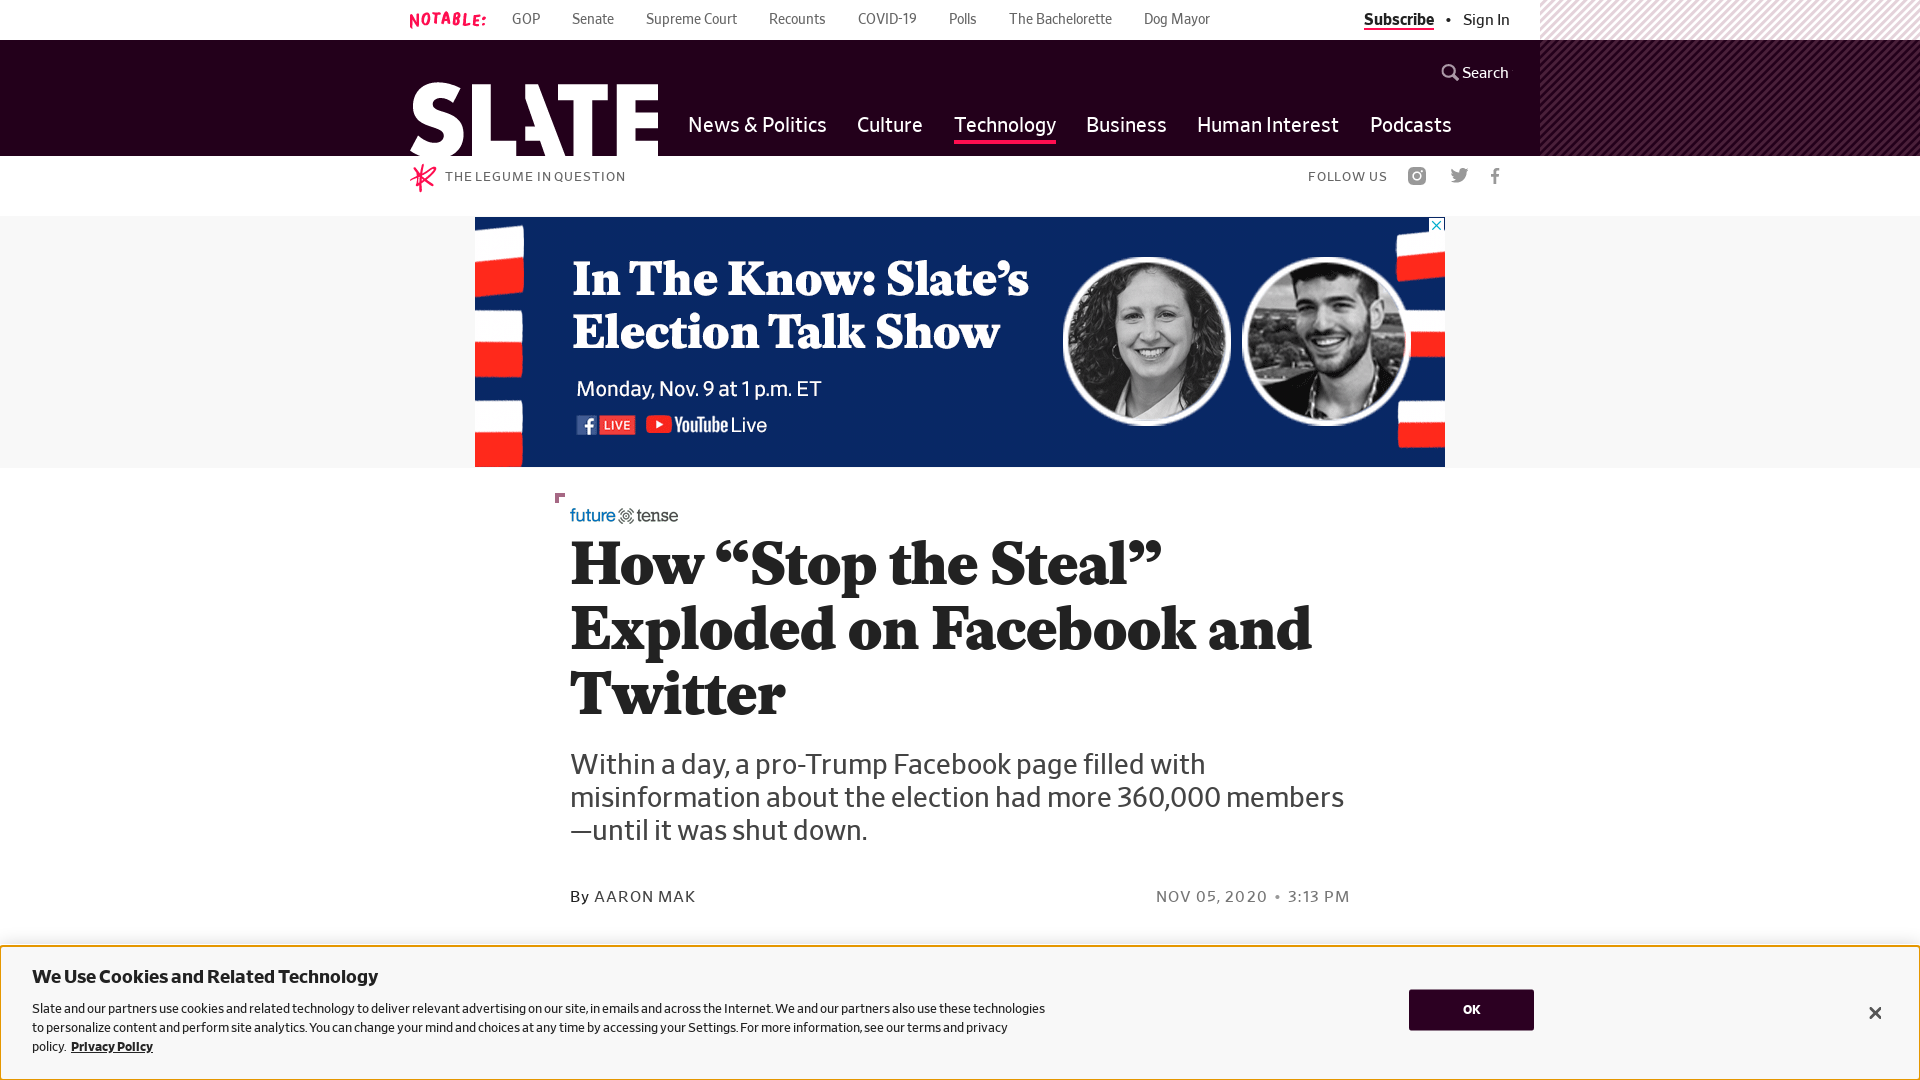 NOTABLE: GOP Senate Supreme Court Recounts COVID-19 Polls The Bachelorette Dog Mayor Subscribe • Sign In
Search
SLATE
News & Politics Culture Technology Business Human Interest Podcasts
THE LEGUME IN QUESTION FOLLOW US
In The Know: Slate’s
Election Talk Show
Monday, Nov. 9 at 1 p.m. ET
f LIVE YouTube Live
future tense
How “Stop the Steal”
Exploded on Facebook and
Twitter
Within a day, a pro-Trump Facebook page filled with
misinformation about the election had more 360,000 members
—until it was shut down.
By AARON MAK NOV 05, 2020 • 3:13 PM
We Use Cookies and Related Technology
Slate and our partners use cookies and related technology to deliver relevant advertising on our site, in emails and across the Internet. We and our partners also use these technologies
to personalize content and perform site analytics. You can change your mind and choices at any time by accessing your Settings. For more information, see our terms and privacy
policy. Privacy Policy
OK